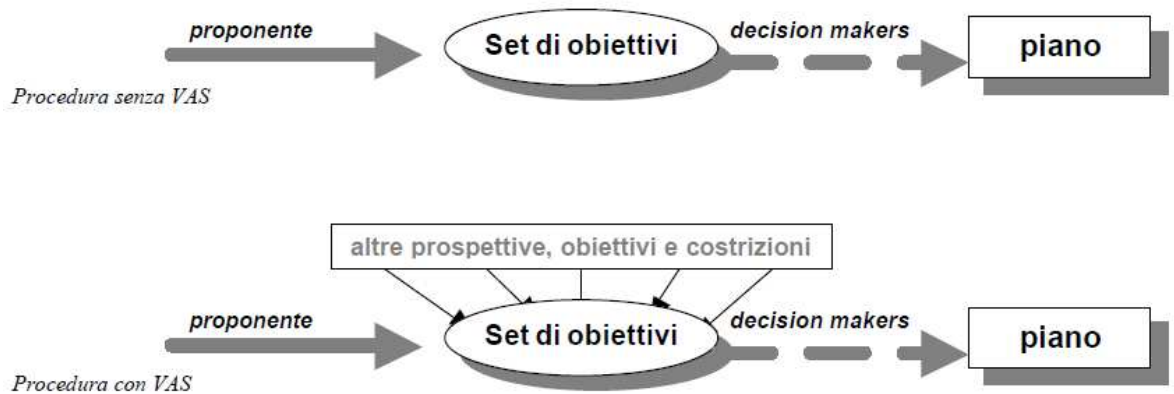 proponente
Set di obiettivi
decision makers
piano
Procedura senza VAS
altre prospettive, obiettivi e costrizioni
proponente
Set di obiettivi
decision makers
piano
Procedura con VAS